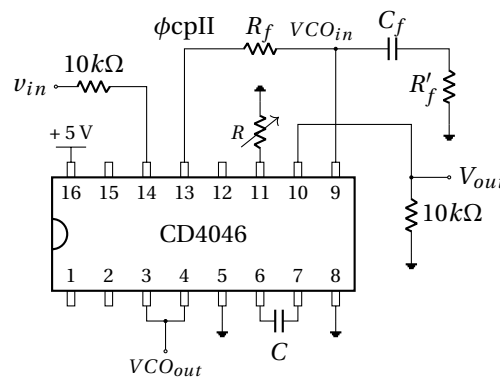 ϕcpII R_f VCO_in C_f
10kΩ
v_in R'_f
R
+5V
16 15 14 13 12 11 10 9
V_out
10kΩ
CD4046
1 2 3 4 5 6 7 8
C
VCO_out